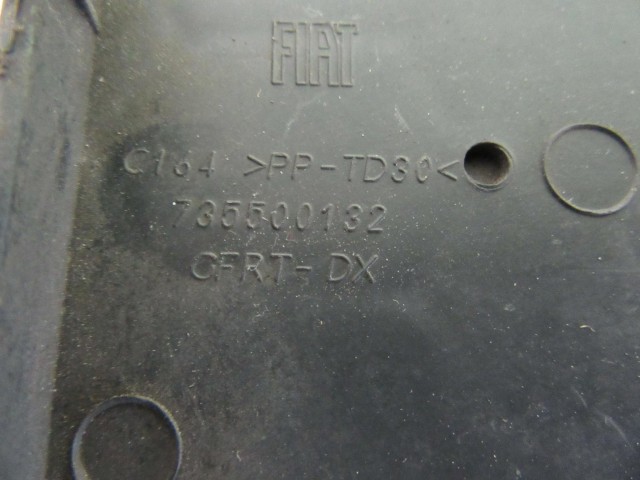 FIAT
C164 >PP-TD30<
735500132
CFRT-DX